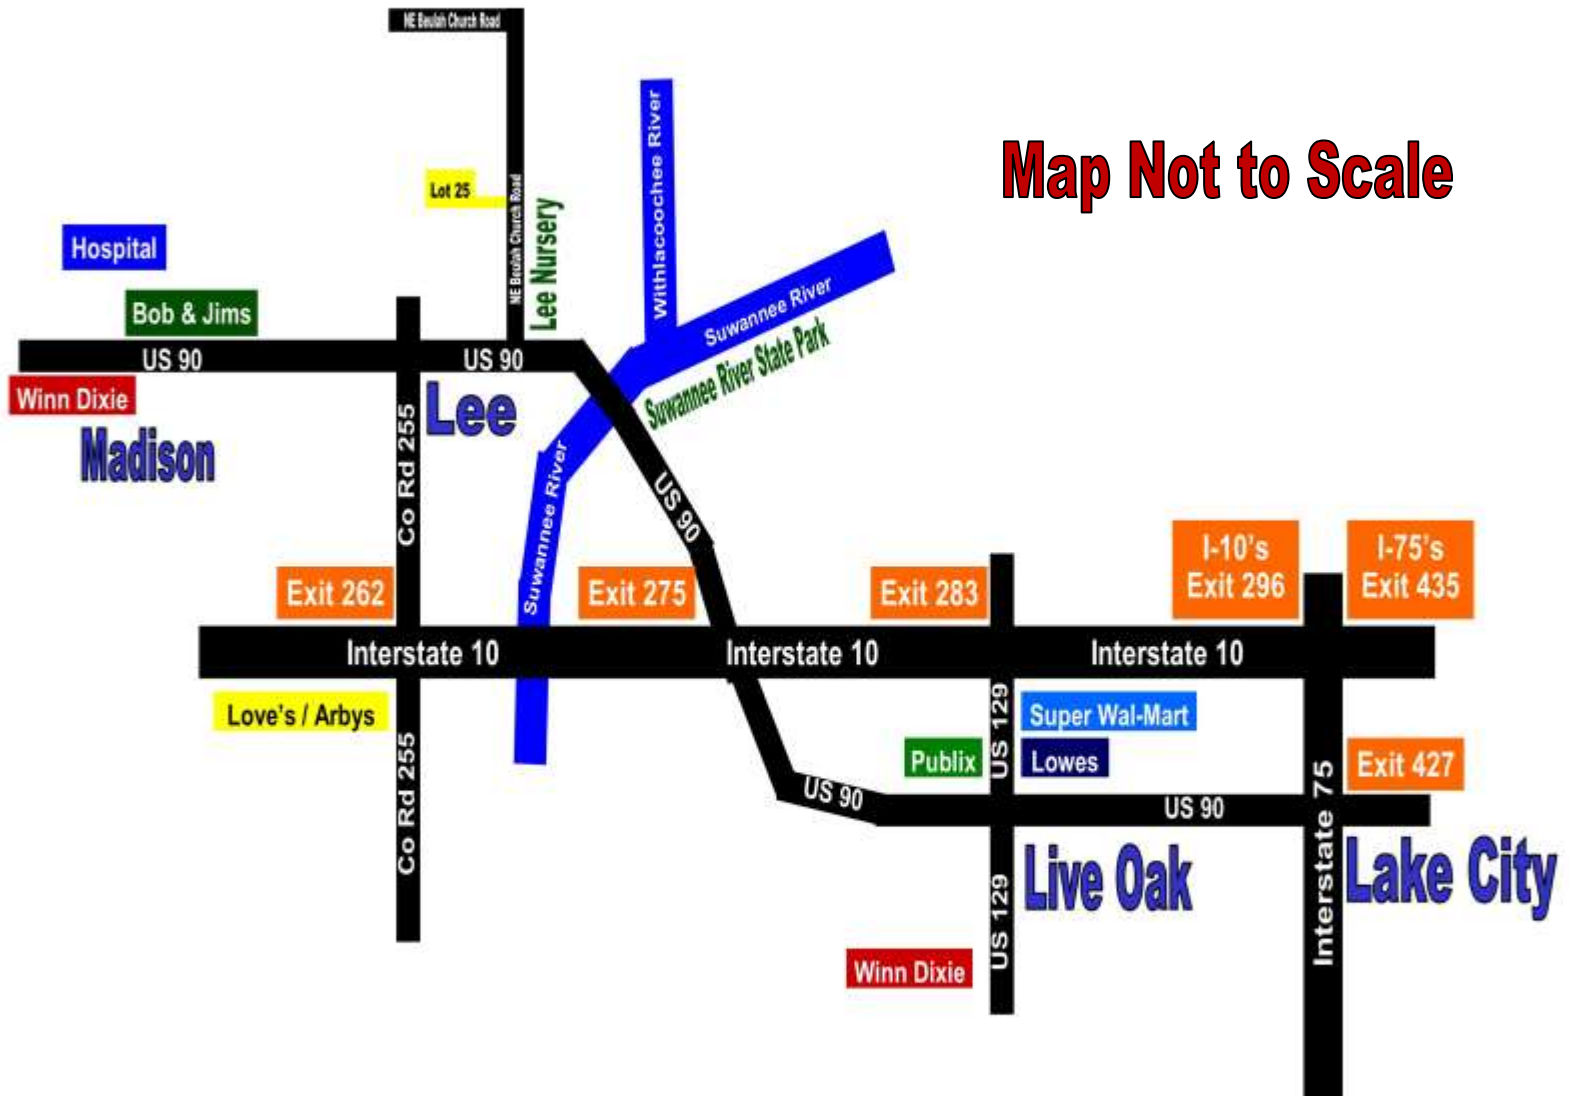 NE Beulah Church Road
Withlacoochee River
Map Not to Scale
Lot 25
NE Beulah Church Road
Lee Nursery
Hospital
Bob & Jims
Suwannee River
US 90
US 90
Suwannee River State Park
Winn Dixie
Lee
Madison
Co Rd 255
Suwannee River
US 90
I-10's
Exit 296
I-75's
Exit 435
Exit 262
Exit 275
Exit 283
Interstate 10
Interstate 10
Interstate 10
Love's / Arbys
US 129
Super Wal-Mart
Publix
Lowes
Exit 427
Co Rd 255
US 90
US 90
Interstate 75
Live Oak
Lake City
US 129
Winn Dixie